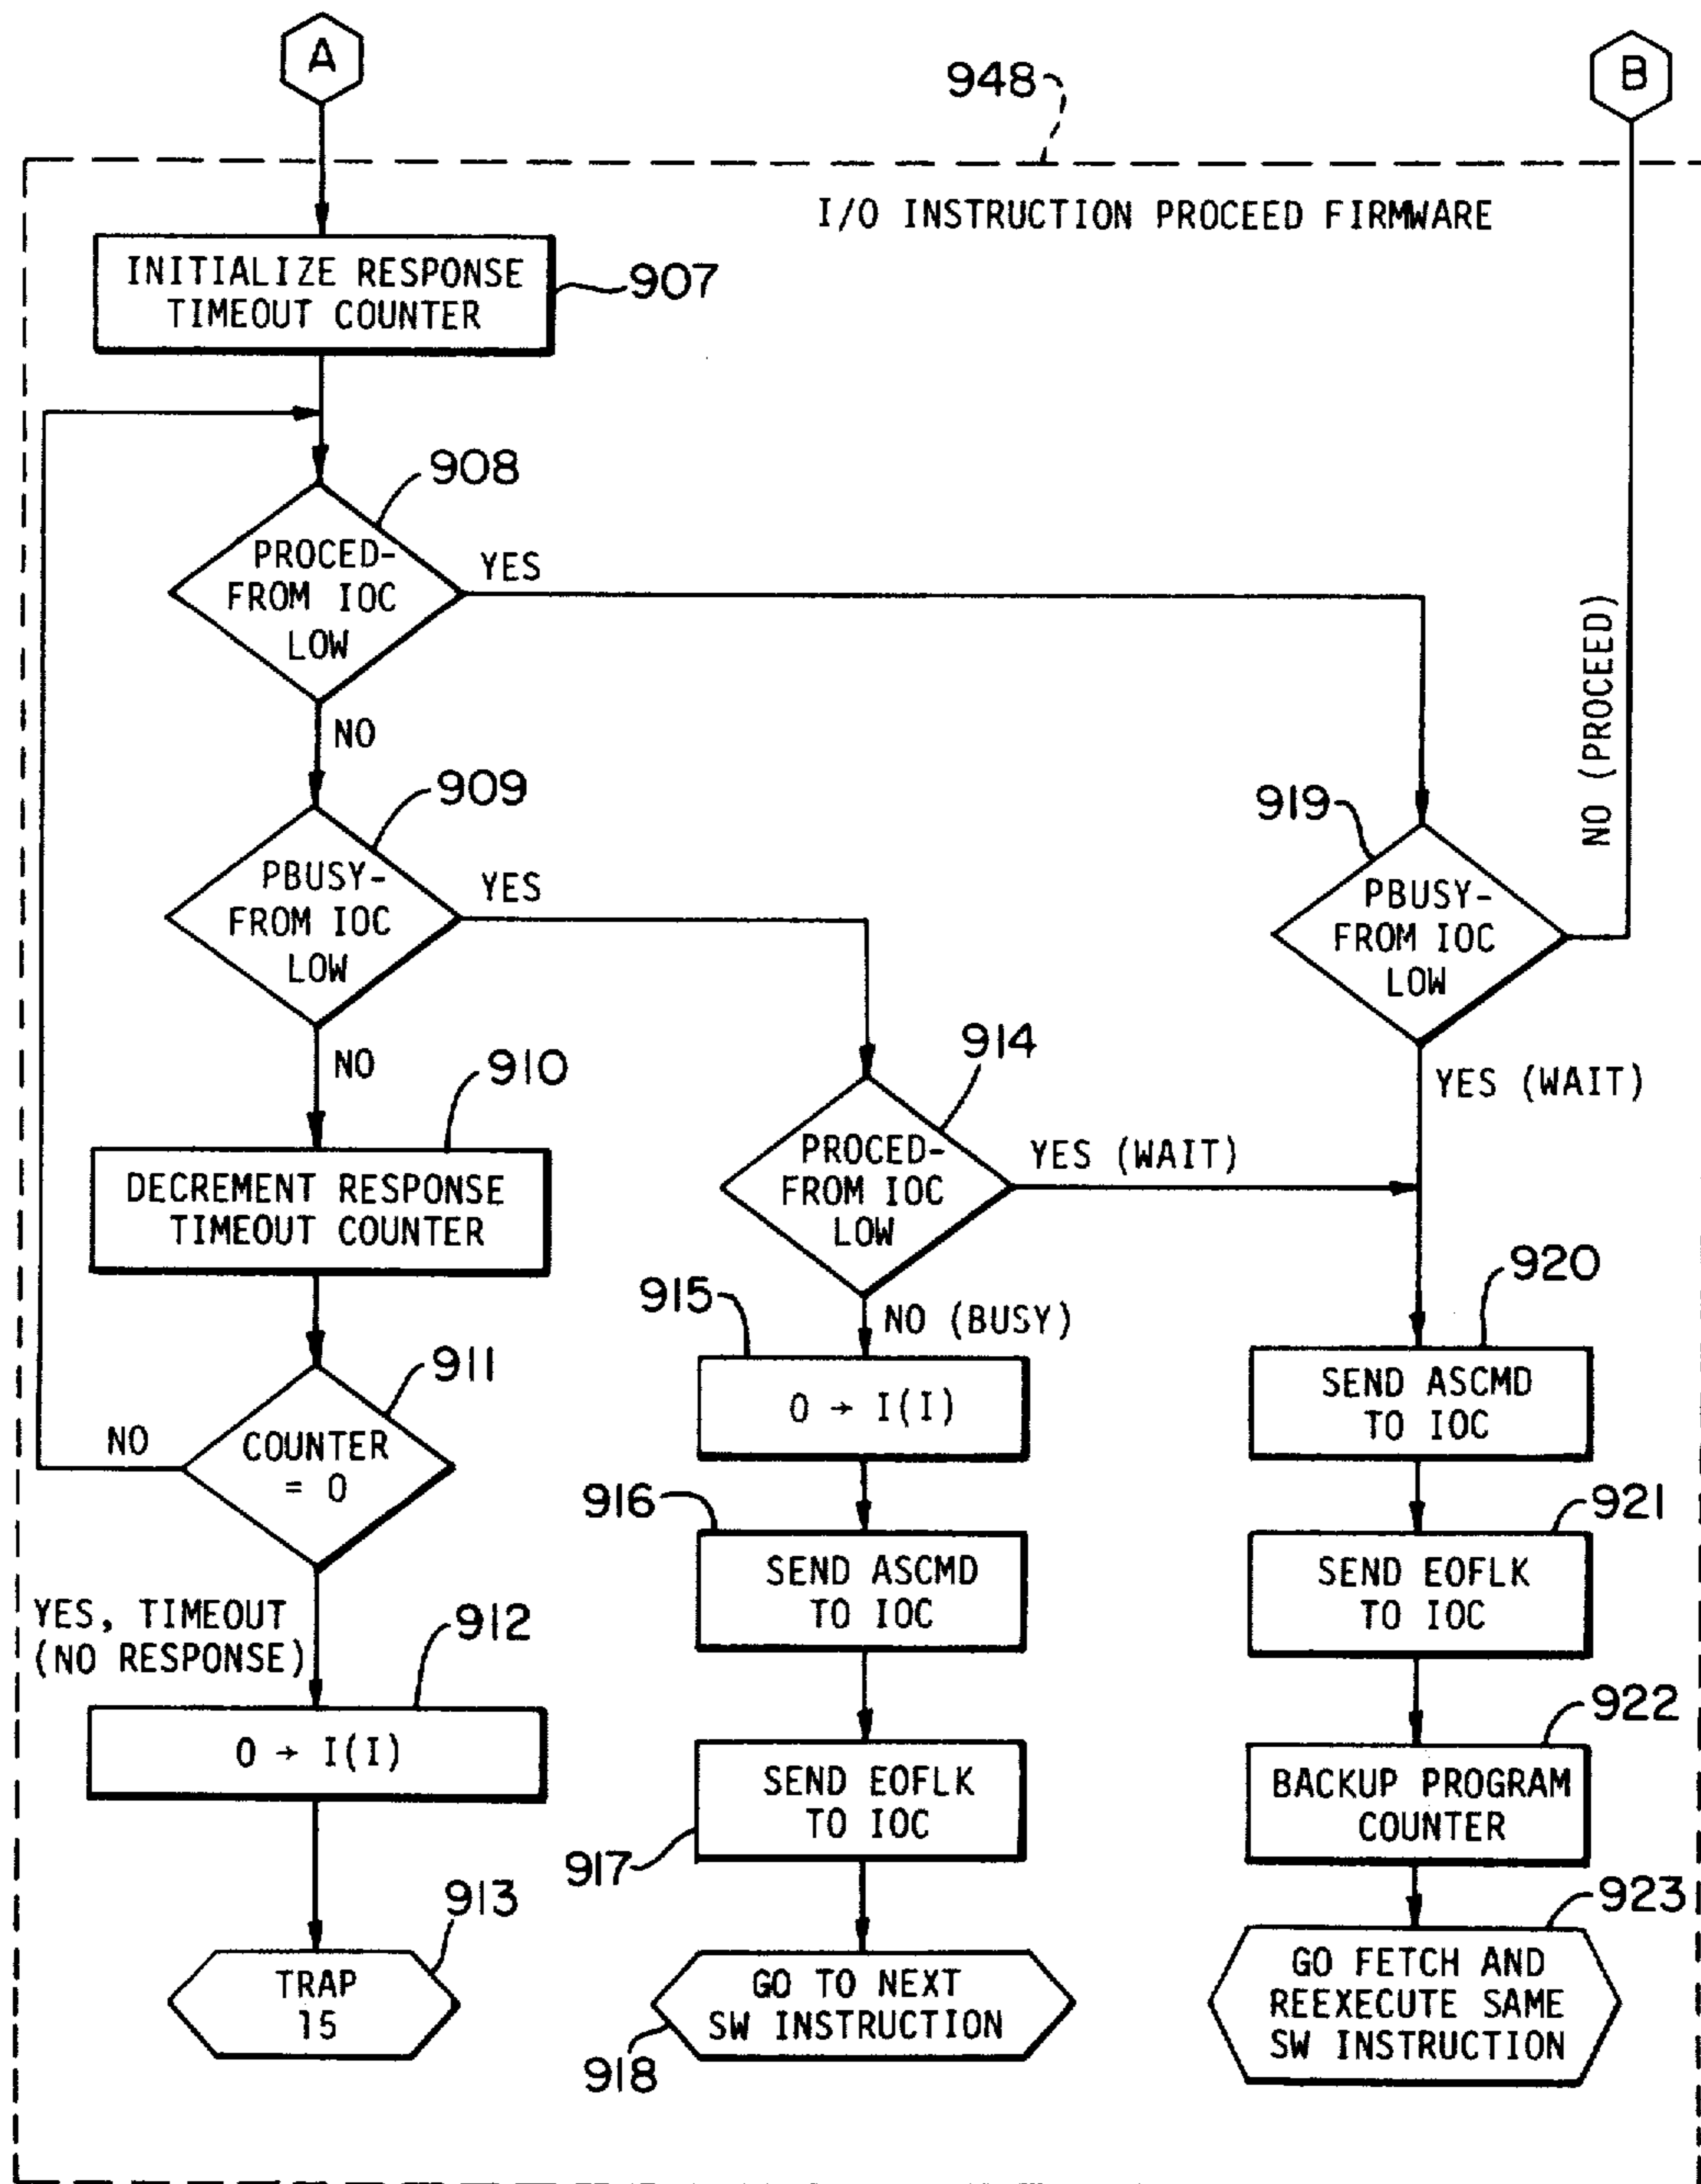 A
948
B
I/O INSTRUCTION PROCEED FIRMWARE
INITIALIZE RESPONSE
TIMEOUT COUNTER
907
908
PROCED-
FROM IOC
LOW
YES
NO
NO (PROCEED)
909
PBUSY-
FROM IOC
LOW
YES
NO
919
PBUSY-
FROM IOC
LOW
YES (WAIT)
910
DECREMENT RESPONSE
TIMEOUT COUNTER
914
PROCED-
FROM IOC
LOW
YES (WAIT)
NO (BUSY)
911
COUNTER
= 0
NO
YES, TIMEOUT
(NO RESPONSE)
912
0 → I(I)
913
TRAP
15
915
0 → I(I)
916
SEND ASCMD
TO IOC
SEND EOFLK
TO IOC
917
GO TO NEXT
SW INSTRUCTION
918
920
SEND ASCMD
TO IOC
921
SEND EOFLK
TO IOC
922
BACKUP PROGRAM
COUNTER
923
GO FETCH AND
REEXECUTE SAME
SW INSTRUCTION